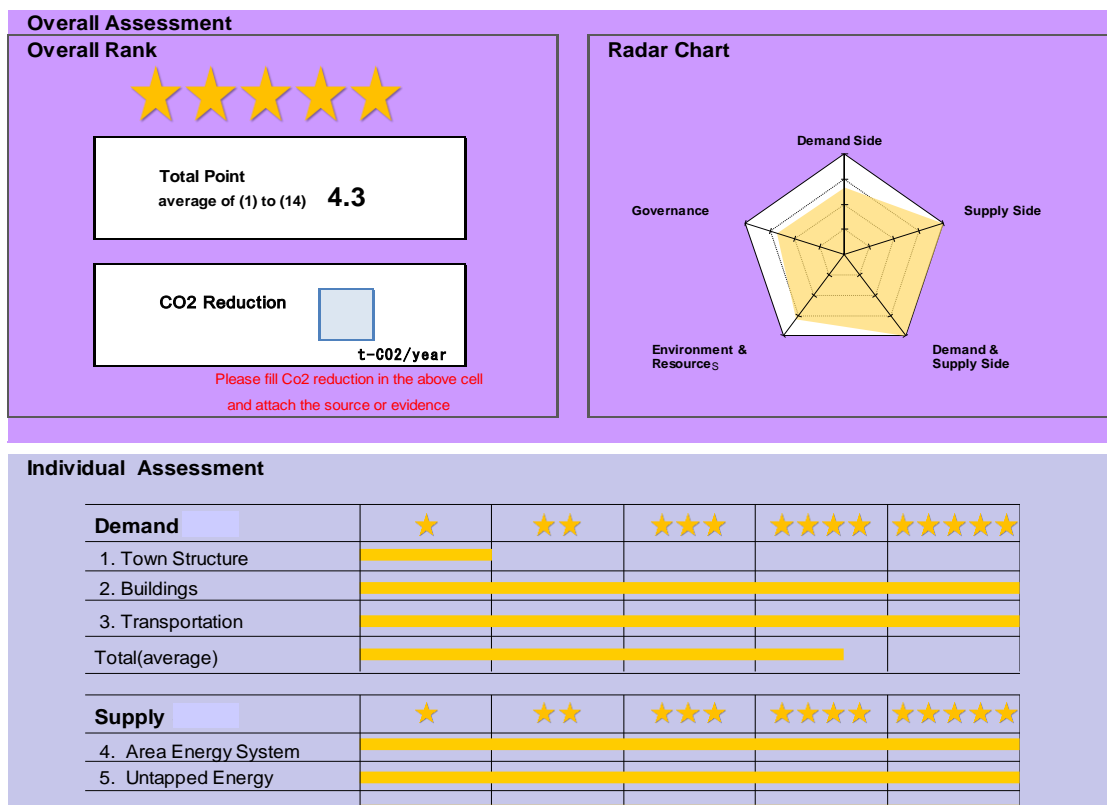 Overall Assessment
Overall Rank
Radar Chart
Total Point
average of (1) to (14) 4.3
CO2 Reduction
t-CO2/year
Please fill Co2 reduction in the above cell
and attach the source or evidence
Demand Side
Governance
Supply Side
Environment &
Resources
Demand &
Supply Side
Individual Assessment
Demand
1. Town Structure
2. Buildings
3. Transportation
Total(average)
Supply
4. Area Energy System
5. Untapped Energy